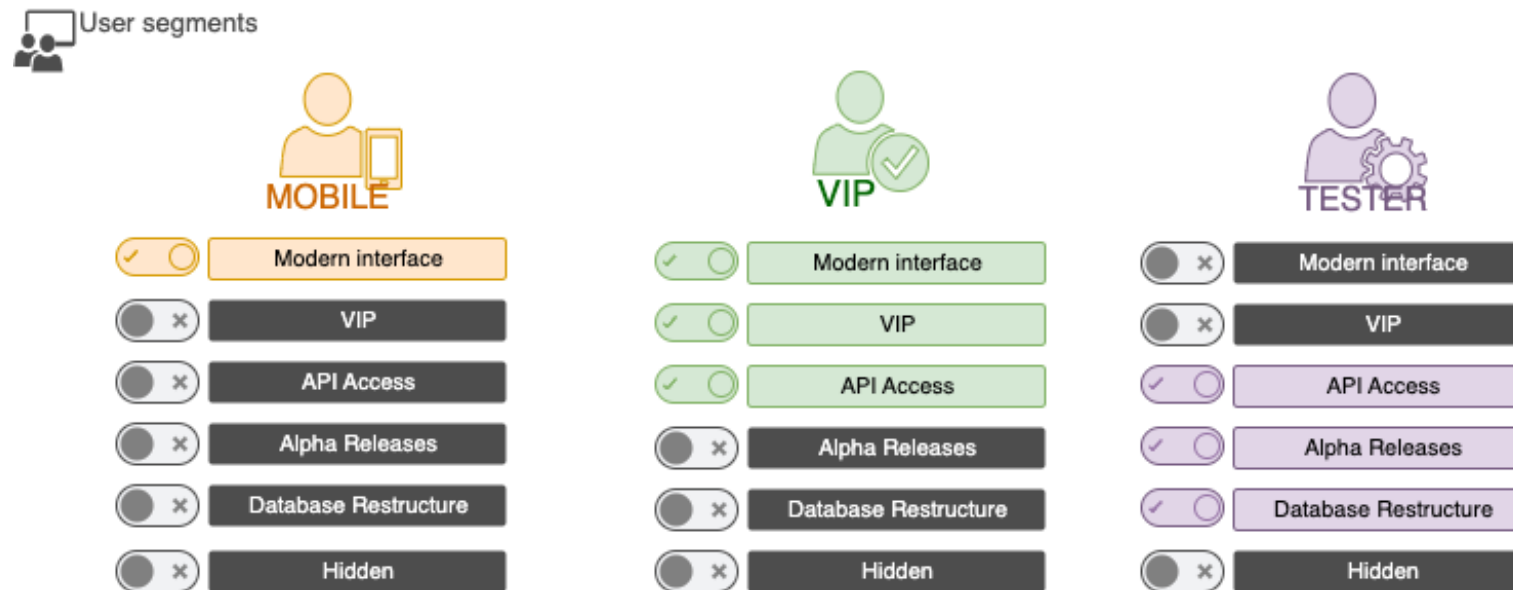 User segments
MOBILE
Modern interface
VIP
API Access
Alpha Releases
Database Restructure
Hidden
VIP
Modern interface
VIP
API Access
Alpha Releases
Database Restructure
Hidden
TESTER
Modern interface
VIP
API Access
Alpha Releases
Database Restructure
Hidden